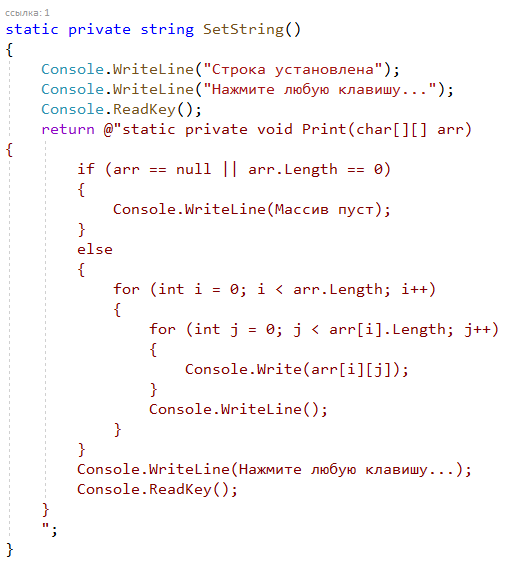 ссылка: 1
static private string SetString()
{
    Console.WriteLine("Строка установлена");
    Console.WriteLine("Нажмите любую клавишу...");
    Console.ReadKey();
    return @"static private void Print(char[][] arr)
{
        if (arr == null || arr.Length == 0)
        {
            Console.WriteLine(Массив пуст);
        }
        else
        {
            for (int i = 0; i < arr.Length; i++)
            {
                for (int j = 0; j < arr[i].Length; j++)
                {
                    Console.Write(arr[i][j]);
                }
                Console.WriteLine();
            }
        }
        Console.WriteLine(Нажмите любую клавишу...);
        Console.ReadKey();
    }
    ";
}